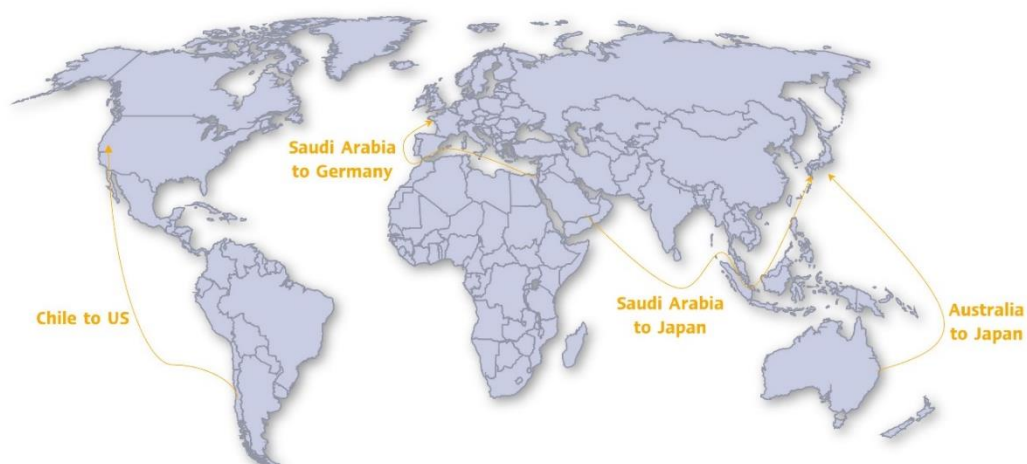 Saudi Arabia
to Germany
Chile to US
Saudi Arabia
to Japan
Australia
to Japan